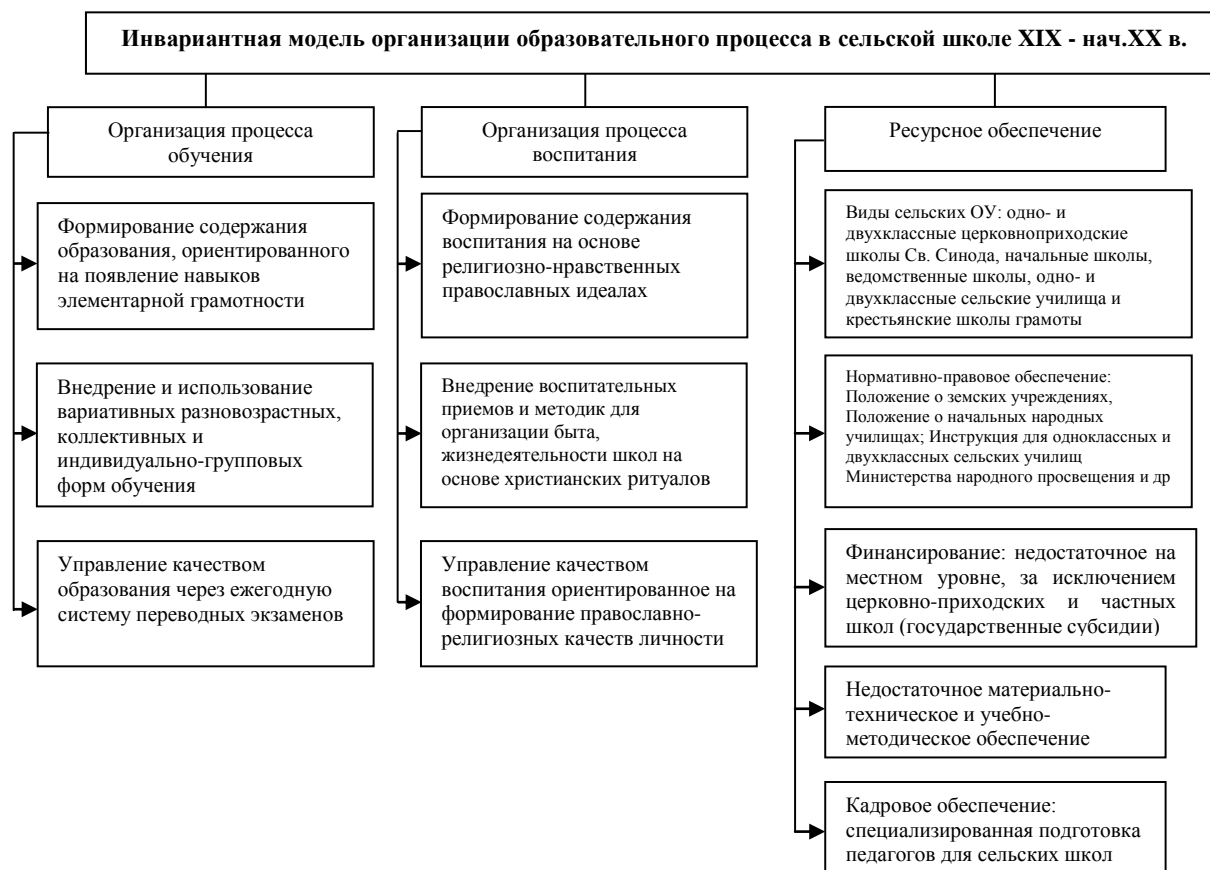 Инвариантная модель организации образовательного процесса в сельской школе XIX - нач.XX в.
Организация процесса
обучения
Формирование содержания
образования, ориентированного
на появление навыков
элементарной грамотности
Внедрение и использование
вариативных разновозрастных,
коллективных и
индивидуально-групповых
форм обучения
Управление качеством
образования через ежегодную
систему переводных экзаменов
Организация процесса
воспитания
Формирование содержания
воспитания на основе
религиозно-нравственных
православных идеалах
Внедрение воспитательных
приемов и методик для
организации быта,
жизнедеятельности школ на
основе христианских ритуалов
Управление качеством
воспитания ориентированное на
формирование православно-
религиозных качеств личности
Ресурсное обеспечение
Виды сельских ОУ: одно- и
двухклассные церковноприходские
школы Св. Синода, начальные школы,
ведомственные школы, одно- и
двухклассные сельские училища и
крестьянские школы грамоты
Нормативно-правовое обеспечение:
Положение о земских учреждениях,
Положение о начальных народных
училищах; Инструкция для одноклассных и
двухклассных сельских училищ
Министерства народного просвещения и др
Финансирование: недостаточное на
местном уровне, за исключением
церковно-приходских и частных
школ (государственные субсидии)
Недостаточное материально-
техническое и учебно-
методическое обеспечение
Кадровое обеспечение:
специализированная подготовка
педагогов для сельских школ